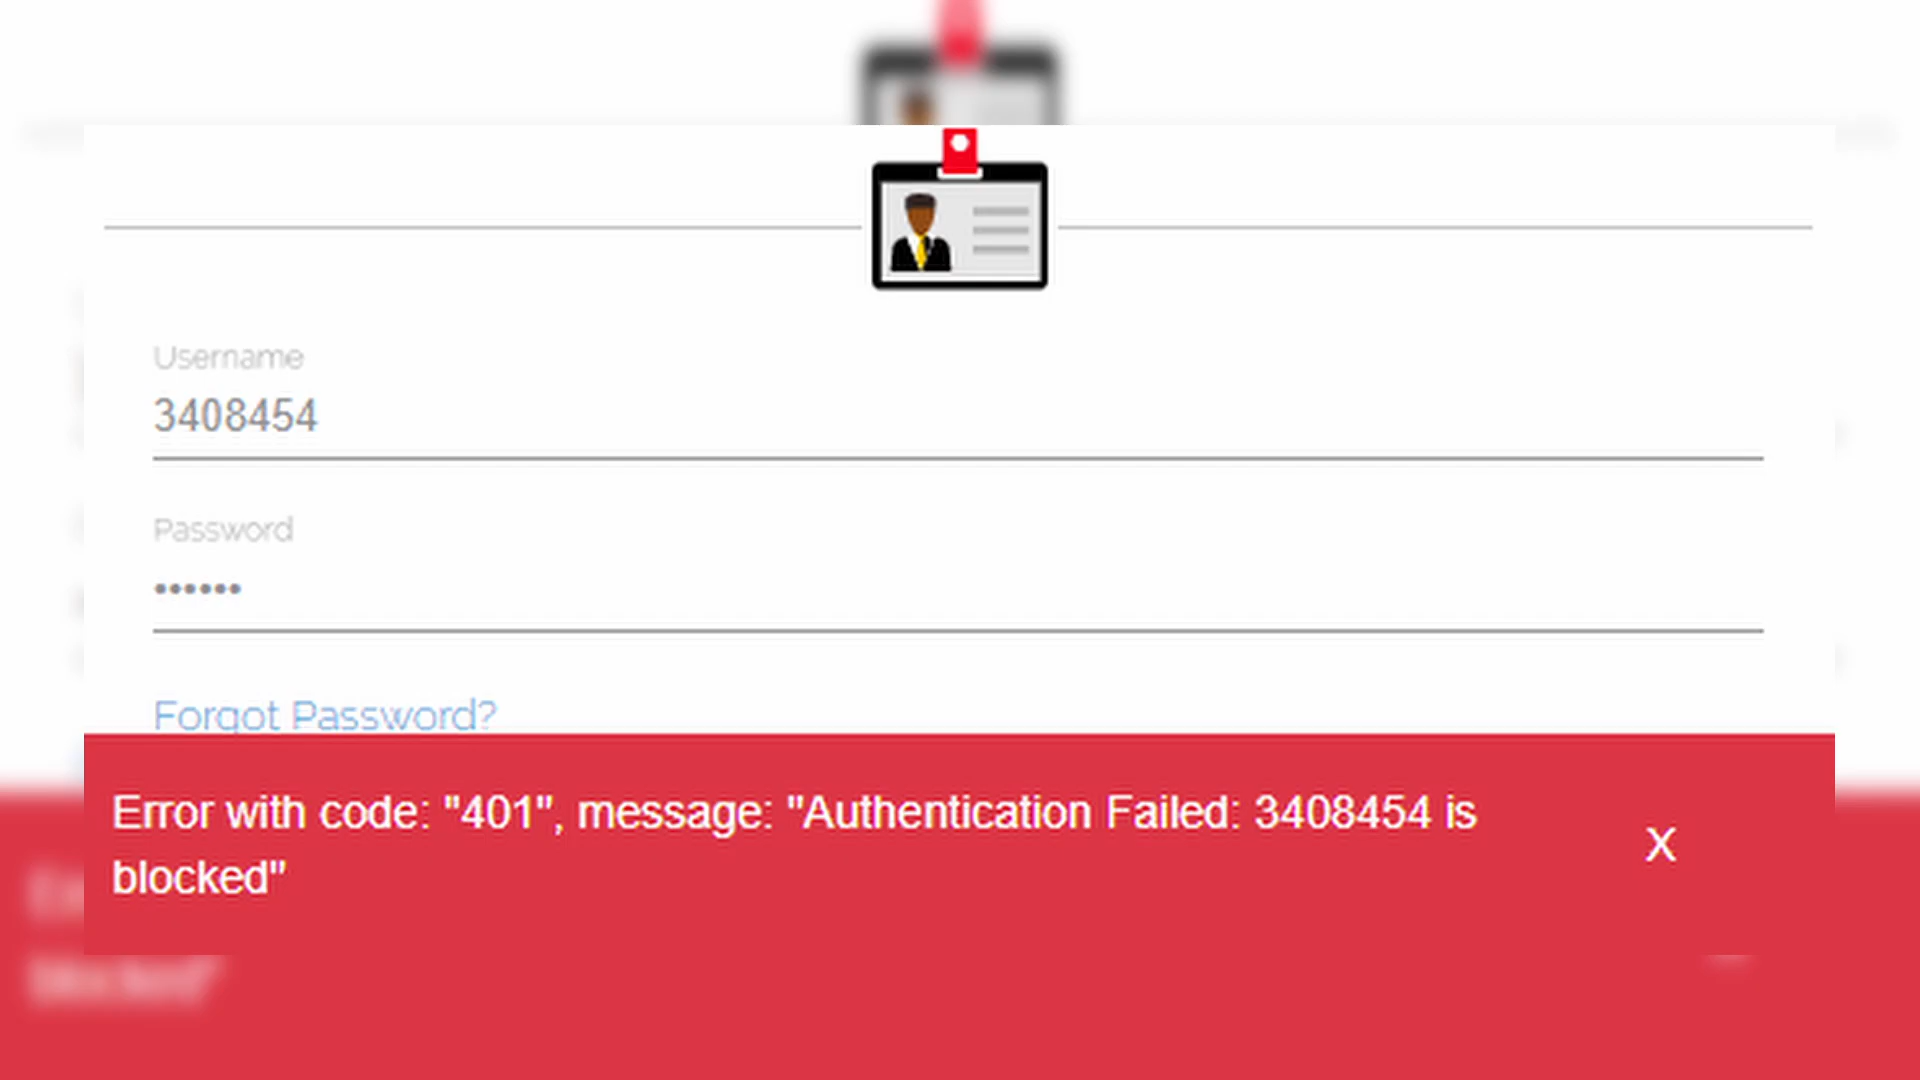 Username
3408454
Password
••••••
Forgot Password?
Error with code: "401", message: "Authentication Failed: 3408454 is
blocked"
X